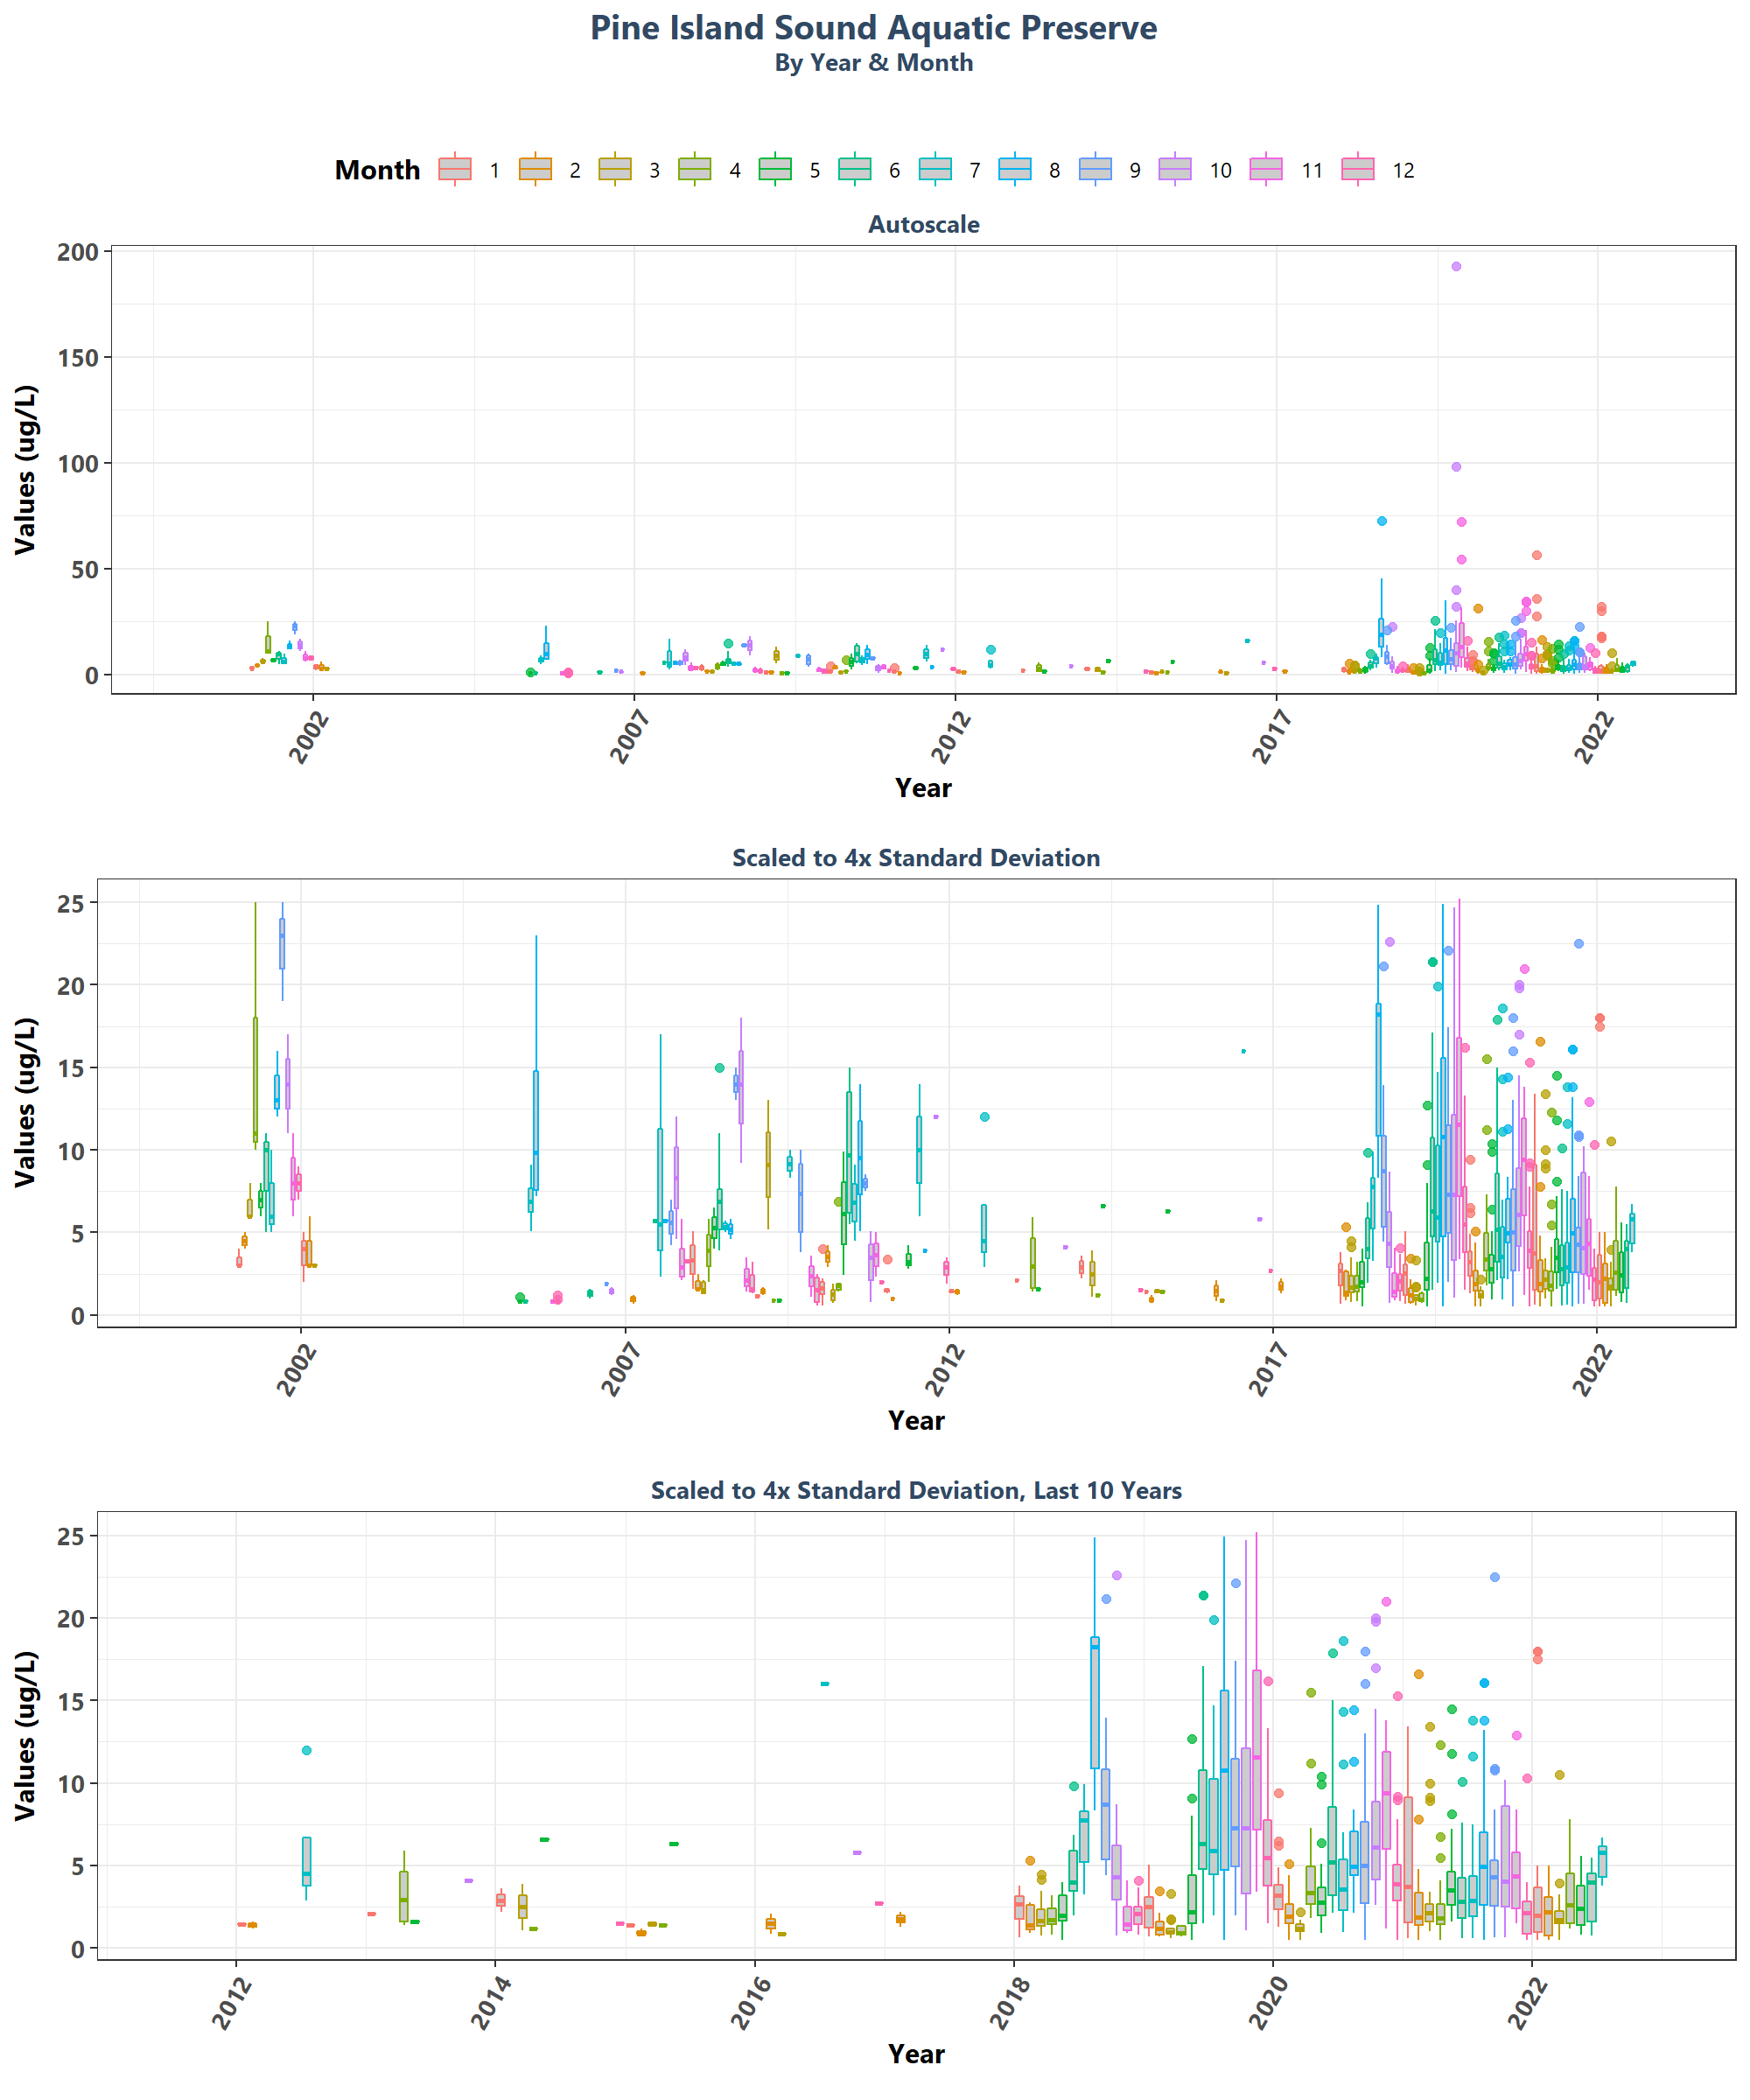 Pine Island Sound Aquatic Preserve
By Year & Month
Month 1 2 3 4 5 6 7 8 9 10 11 12
Autoscale
Values (ug/L)
200
150
100
50
0
2002 2007 2012 2017 2022
Year
Scaled to 4x Standard Deviation
Values (ug/L)
25
20
15
10
5
0
2002 2007 2012 2017 2022
Year
Scaled to 4x Standard Deviation, Last 10 Years
Values (ug/L)
25
20
15
10
5
0
2012 2014 2016 2018 2020 2022
Year